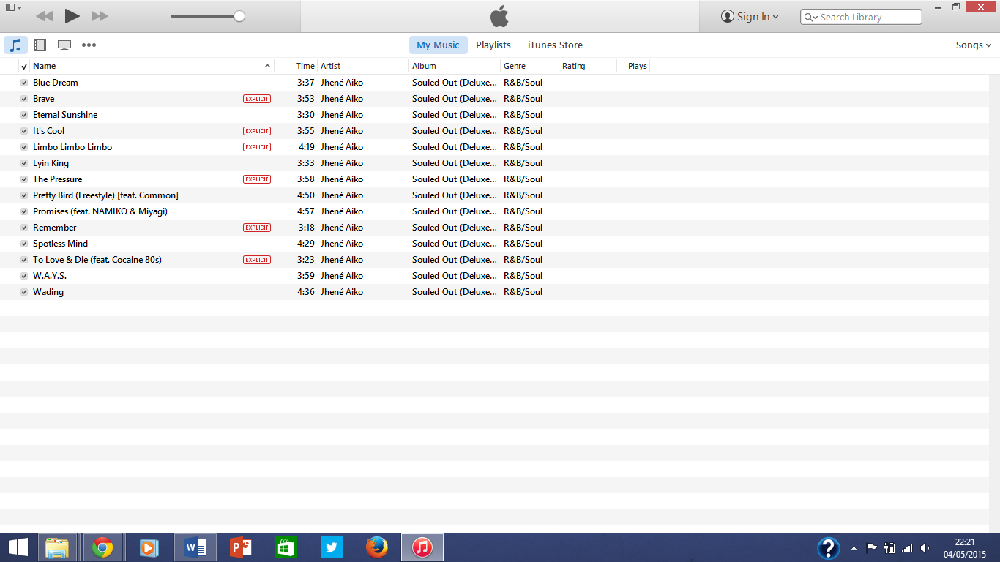 Sign In
Search Library
My Music Playlists iTunes Store Songs
Name Time Artist Album Genre Rating Plays
Blue Dream 3:37 Jhené Aiko Souled Out (Deluxe... R&B/Soul
Brave EXPLICIT 3:53 Jhené Aiko Souled Out (Deluxe... R&B/Soul
Eternal Sunshine 3:30 Jhené Aiko Souled Out (Deluxe... R&B/Soul
It's Cool EXPLICIT 3:55 Jhené Aiko Souled Out (Deluxe... R&B/Soul
Limbo Limbo Limbo EXPLICIT 4:19 Jhené Aiko Souled Out (Deluxe... R&B/Soul
Lyin King 3:33 Jhené Aiko Souled Out (Deluxe... R&B/Soul
The Pressure EXPLICIT 3:58 Jhené Aiko Souled Out (Deluxe... R&B/Soul
Pretty Bird (Freestyle) [feat. Common] 4:50 Jhené Aiko Souled Out (Deluxe... R&B/Soul
Promises (feat. NAMIKO & Miyagi) 4:57 Jhené Aiko Souled Out (Deluxe... R&B/Soul
Remember EXPLICIT 3:18 Jhené Aiko Souled Out (Deluxe... R&B/Soul
Spotless Mind 4:29 Jhené Aiko Souled Out (Deluxe... R&B/Soul
To Love & Die (feat. Cocaine 80s) EXPLICIT 3:23 Jhené Aiko Souled Out (Deluxe... R&B/Soul
W.A.Y.S. 3:59 Jhené Aiko Souled Out (Deluxe... R&B/Soul
Wading 4:36 Jhené Aiko Souled Out (Deluxe... R&B/Soul
22:21
04/05/2015